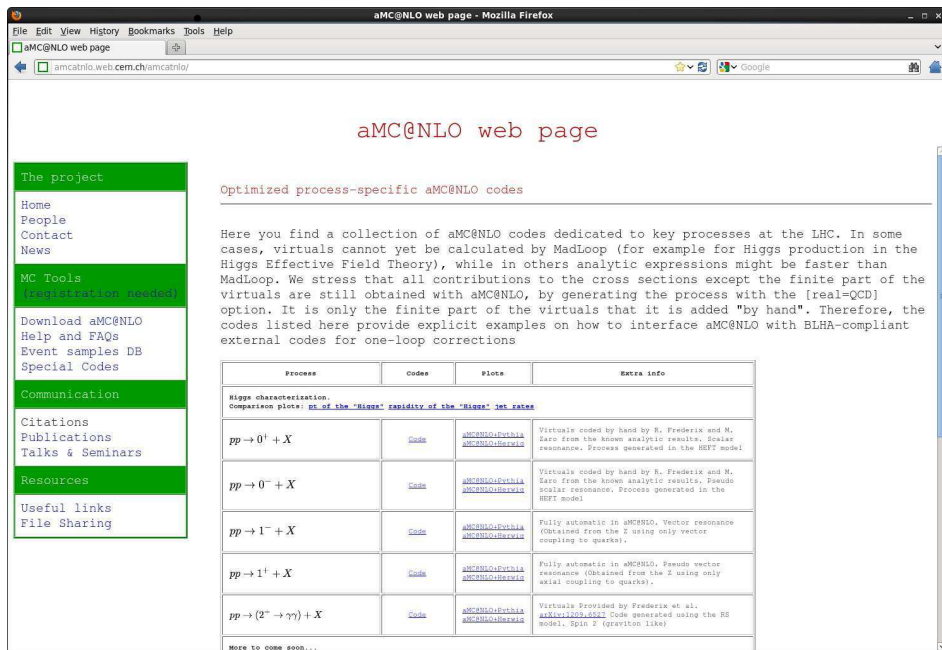 aMC@NLO web page - Mozilla Firefox
File Edit View History Bookmarks Tools Help
aMC@NLO web page
amcatnlo.web.cern.ch/amcatnlo/
Google
aMC@NLO web page
The project
Home
People
Contact
News
MC Tools
(registration needed)
Download aMC@NLO
Help and FAQs
Event samples DB
Special Codes
Communication
Citations
Publications
Talks & Seminars
Resources
Useful links
File Sharing
Optimized process-specific aMC@NLO codes
Here you find a collection of aMC@NLO codes dedicated to key processes at the LHC. In some
cases, virtuals cannot yet be calculated by MadLoop (for example for Higgs production in the
Higgs Effective Field Theory), while in others analytic expressions might be faster than
MadLoop. We stress that all contributions to the cross sections except the finite part of the
virtuals are still obtained with aMC@NLO, by generating the process with the [real=QCD]
option. It is only the finite part of the virtuals that it is added "by hand". Therefore, the
codes listed here provide explicit examples on how to interface aMC@NLO with BLHA-compliant
external codes for one-loop corrections
Process Codes Plots Extra info
Higgs characterization.
Comparison plots: pt of the "Higgs" rapidity of the "Higgs" jet rates
pp → 0⁺ + X
Code
aMC@NLO+Pythia
aMC@NLO+Herwig
Virtuals coded by hand by R. Frederix and M.
Zaro from the known analytic results. Scalar
resonance. Process generated in the HEFT model
pp → 0⁻ + X
Code
aMC@NLO+Pythia
aMC@NLO+Herwig
Virtuals coded by hand by R. Frederix and M.
Zaro from the known analytic results. Pseudo
scalar resonance. Process generated in the
HEFT model
pp → 1⁻ + X
Code
aMC@NLO+Pythia
aMC@NLO+Herwig
Fully automatic in aMC@NLO. Vector resonance
(Obtained from the Z using only vector
coupling to quarks).
pp → 1⁺ + X
Code
aMC@NLO+Pythia
aMC@NLO+Herwig
Fully automatic in aMC@NLO. Pseudo vector
resonance (Obtained from the Z using only
axial coupling to quarks).
pp → (2⁺ → γγ) + X
Code
aMC@NLO+Pythia
aMC@NLO+Herwig
Virtuals Provided by Frederix et al.
arXiv:1209.6527 Code generated using the RS
model. Spin 2 (graviton like)
More to come soon...